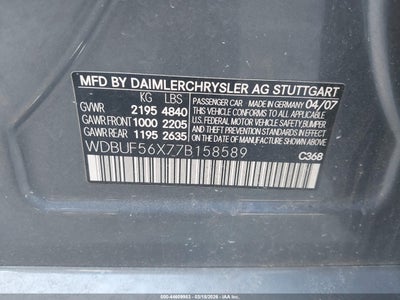 MFD BY DAIMLERCHRYSLER AG STUTTGART
KG LBS
GVWR 2195 4840
GAWR FRONT 1000 2205
GAWR REAR 1195 2635
PASSENGER CAR MADE IN GERMANY 04/07
THIS VEHICLE CONFORMS TO ALL APPLICABLE
U.S. FEDERAL MOTOR VEHICLE SAFETY, BUMPER,
AND THEFT PREVENTION STANDARDS IN EFFECT ON
THE DATE OF MANUFACTURE SHOWN ABOVE
WDBUF56X77B158589
C368